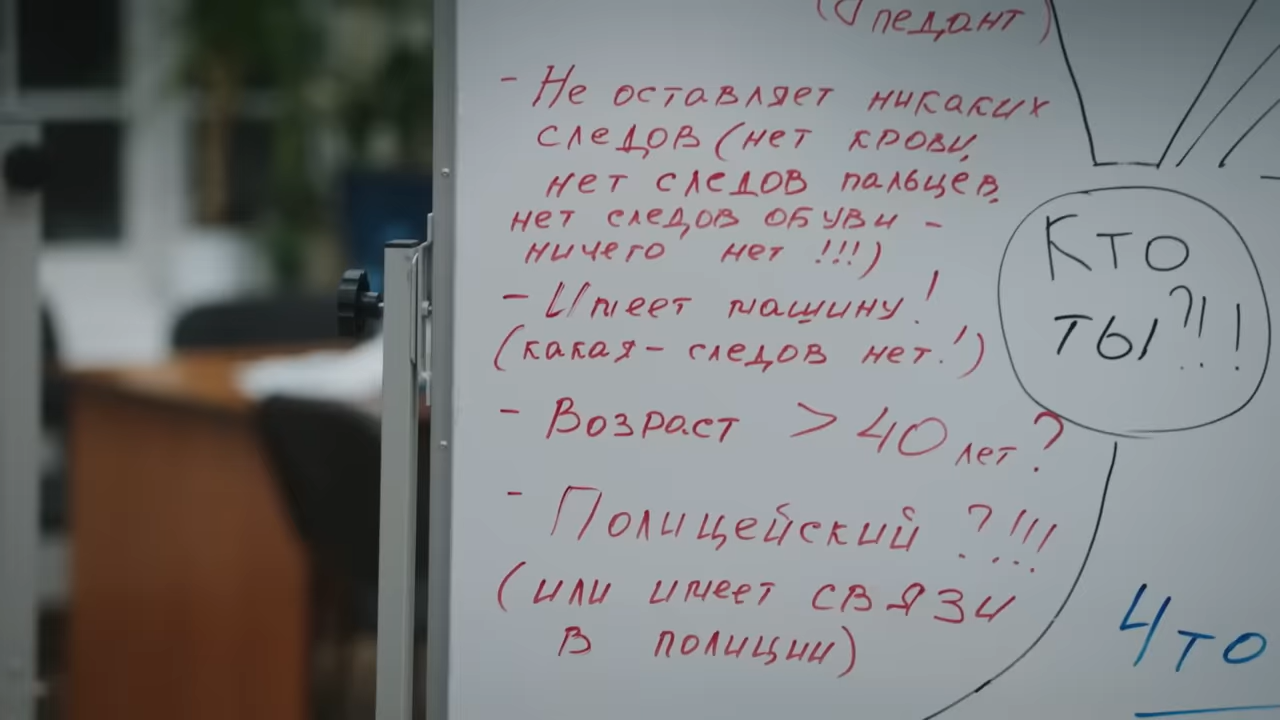 педант)
- Не оставляет никаких
следов (нет крови,
нет следов пальцев,
нет следов обуви -
ничего нет !!!)
- Имеет машину!
(какая - следов нет!)
- Возраст > 40 лет?
- Полицейский ?!!!
(или имеет связи
в полиции)
Кто
ты?!!
Что